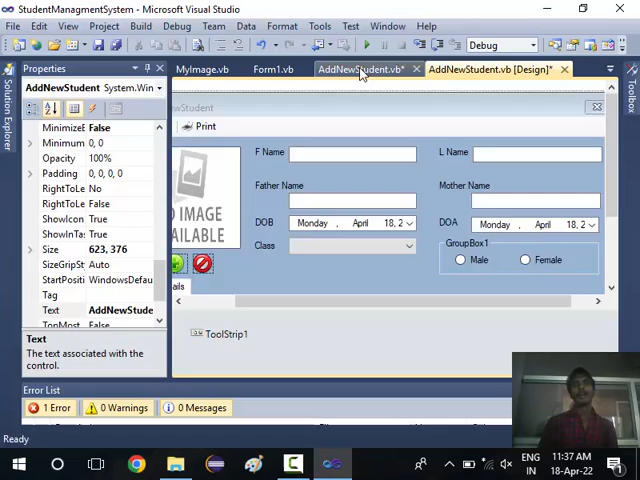 StudentManagmentSystem - Microsoft Visual Studio
File Edit View Project Build Debug Team Data Format Tools Test Window Help
Debug
Properties
MyImage.vb Form1.vb AddNewStudent.vb* AddNewStudent.vb [Design]*
AddNewStudent System.Win
Solution Explorer
Toolbox
MinimizeE False
Minimum 0, 0
Opacity 100%
Padding 0, 0, 0, 0
RightToLe No
RightToLe False
ShowIcon True
ShowInTa True
Size 623, 376
SizeGripSt Auto
StartPositi WindowsDefau
Tag
Text AddNewStude
TopMost False
Text
The text associated with the control.
Print
IMAGE
AILABLE
F Name
L Name
Father Name
Mother Name
DOB Monday , April 18, 2
DOA Monday , April 18, 2
Class
GroupBox1
Male Female
ails
ToolStrip1
Error List
1 Error 0 Warnings 0 Messages
Ready
ENG
IN
11:37 AM
18-Apr-22